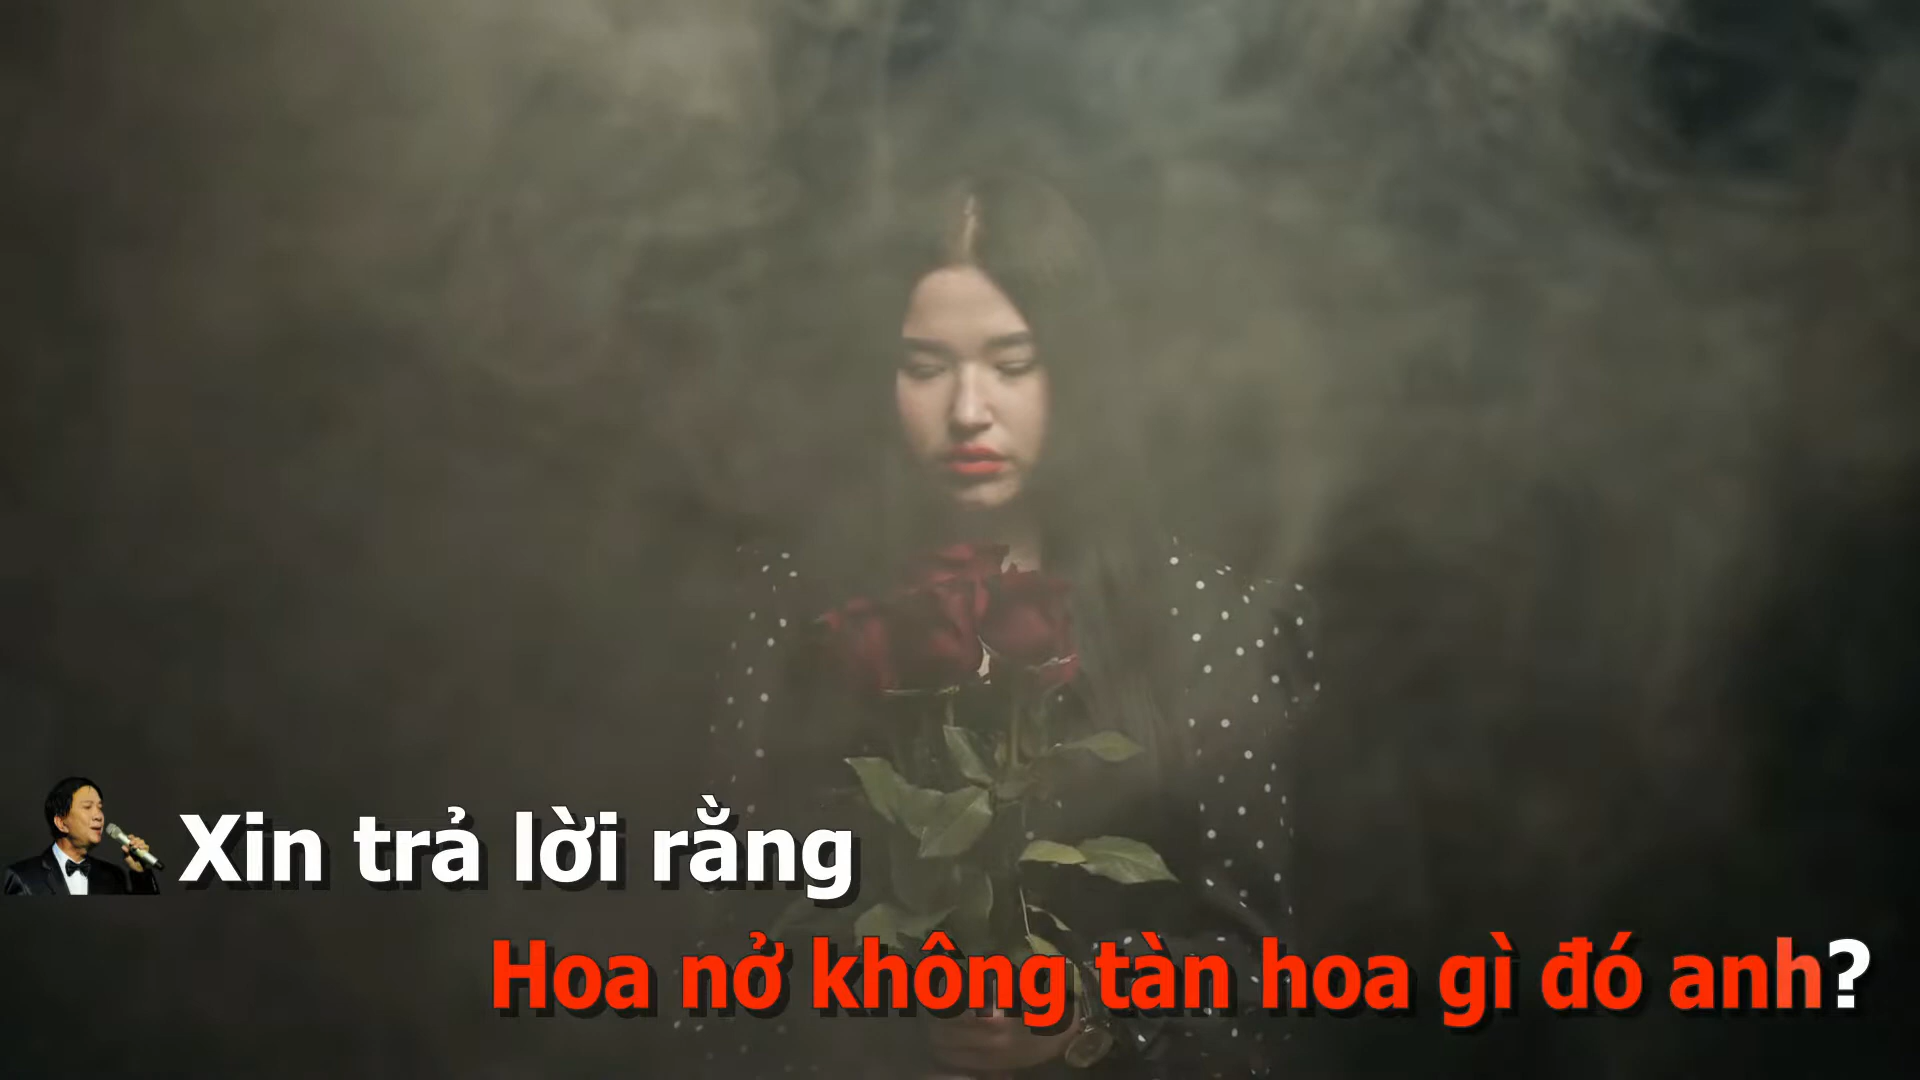 Xin trả lời rằng
Hoa nở không tàn hoa gì đó anh?